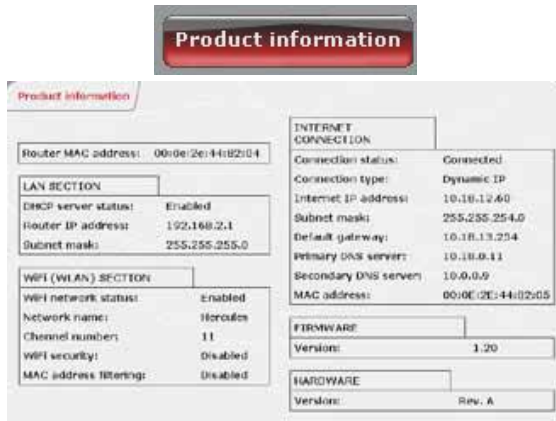 Product information
Product information
Router MAC address: 00:0e:2e:44:82:04
LAN SECTION
DHCP server status: Enabled
Router IP address: 192.168.2.1
Subnet mask: 255.255.255.0
WiFi (WLAN) SECTION
WiFi network status: Enabled
Network name: Hercules
Channel number: 11
WiFi security: Disabled
MAC address filtering: Disabled
INTERNET
CONNECTION
Connection status: Connected
Connection type: Dynamic IP
Internet IP address: 10.18.12.60
Subnet mask: 255.255.254.0
Default gateway: 10.18.13.254
Primary DNS server: 10.18.0.11
Secondary DNS server: 10.0.0.9
MAC address: 00:0E:2E:44:82:05
FIRMWARE
Version: 1.20
HARDWARE
Version: Rev. A